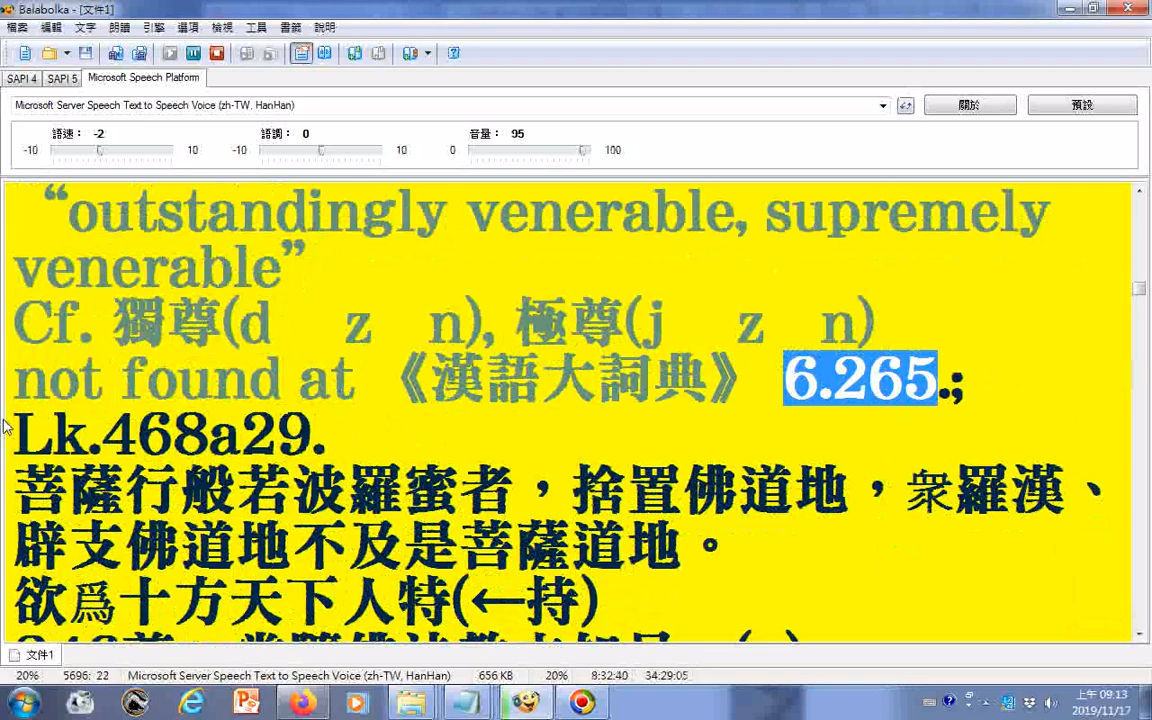 Balabolka - [文件1]
檔案 編輯 文字 朗讀 引擎 選項 檢視 工具 書籤 說明
SAPI 4 SAPI 5 Microsoft Speech Platform
Microsoft Server Speech Text to Speech Voice (zh-TW, HanHan) 關於 預設
語速： -2 語調： 0 音量： 95
-10 10 -10 10 0 100
“outstandingly venerable, supremely
venerable”
Cf. 獨尊(d z n), 極尊(j z n)
not found at 《漢語大詞典》 6.265.;
Lk.468a29.
菩薩行般若波羅蜜者，捨置佛道地，衆羅漢、
辟支佛道地不及是菩薩道地。
欲爲十方天下人特(←持)
文件1
20% 5696: 22 Microsoft Server Speech Text to Speech Voice (zh-TW, HanHan) 656 KB 20% 8:32:40 34:29:05
上午 09:13
2019/11/17